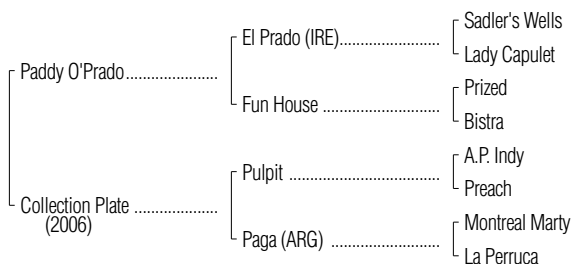 Sadler's Wells
El Prado (IRE)........................
Lady Capulet
Paddy O'Prado......................
Prized
Fun House .............................
Bistra
A.P. Indy
Pulpit .....................................
Preach
Collection Plate ....................
(2006)
Montreal Marty
Paga (ARG) ..........................
La Perruca